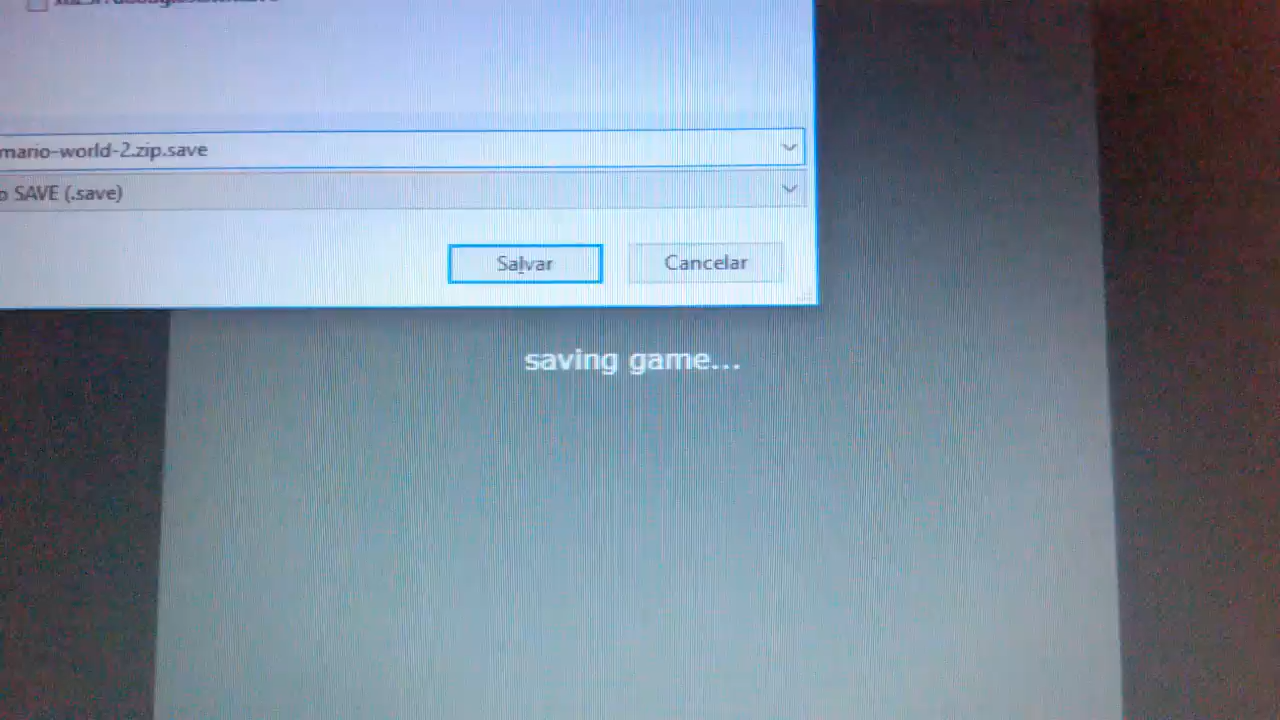 mario-world-2.zip.save
o SAVE (.save)
Salvar
Cancelar
saving game...